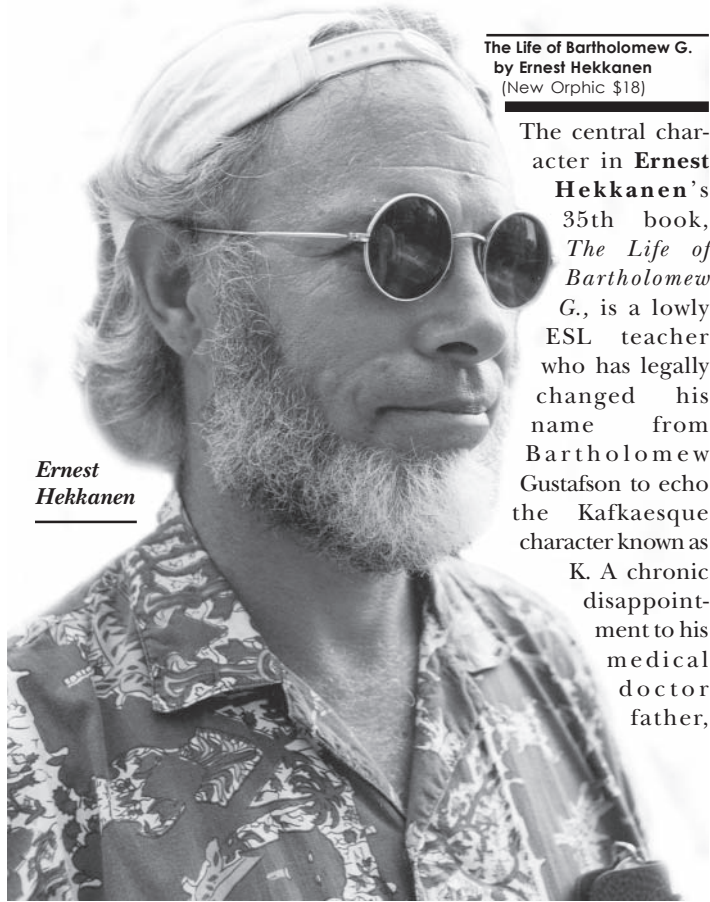 The Life of Bartholomew G.
by Ernest Hekkanen
(New Orphic $18)
The central char-
acter in Ernest
Hekkanen's
35th book,
The Life of
Bartholomew
G., is a lowly
ESL teacher
who has legally
changed his
name from
Bartholomew
Gustafson to echo
the Kafkaesque
character known as
K. A chronic
disappoint-
ment to his
medical
doctor
father,
Ernest
Hekkanen